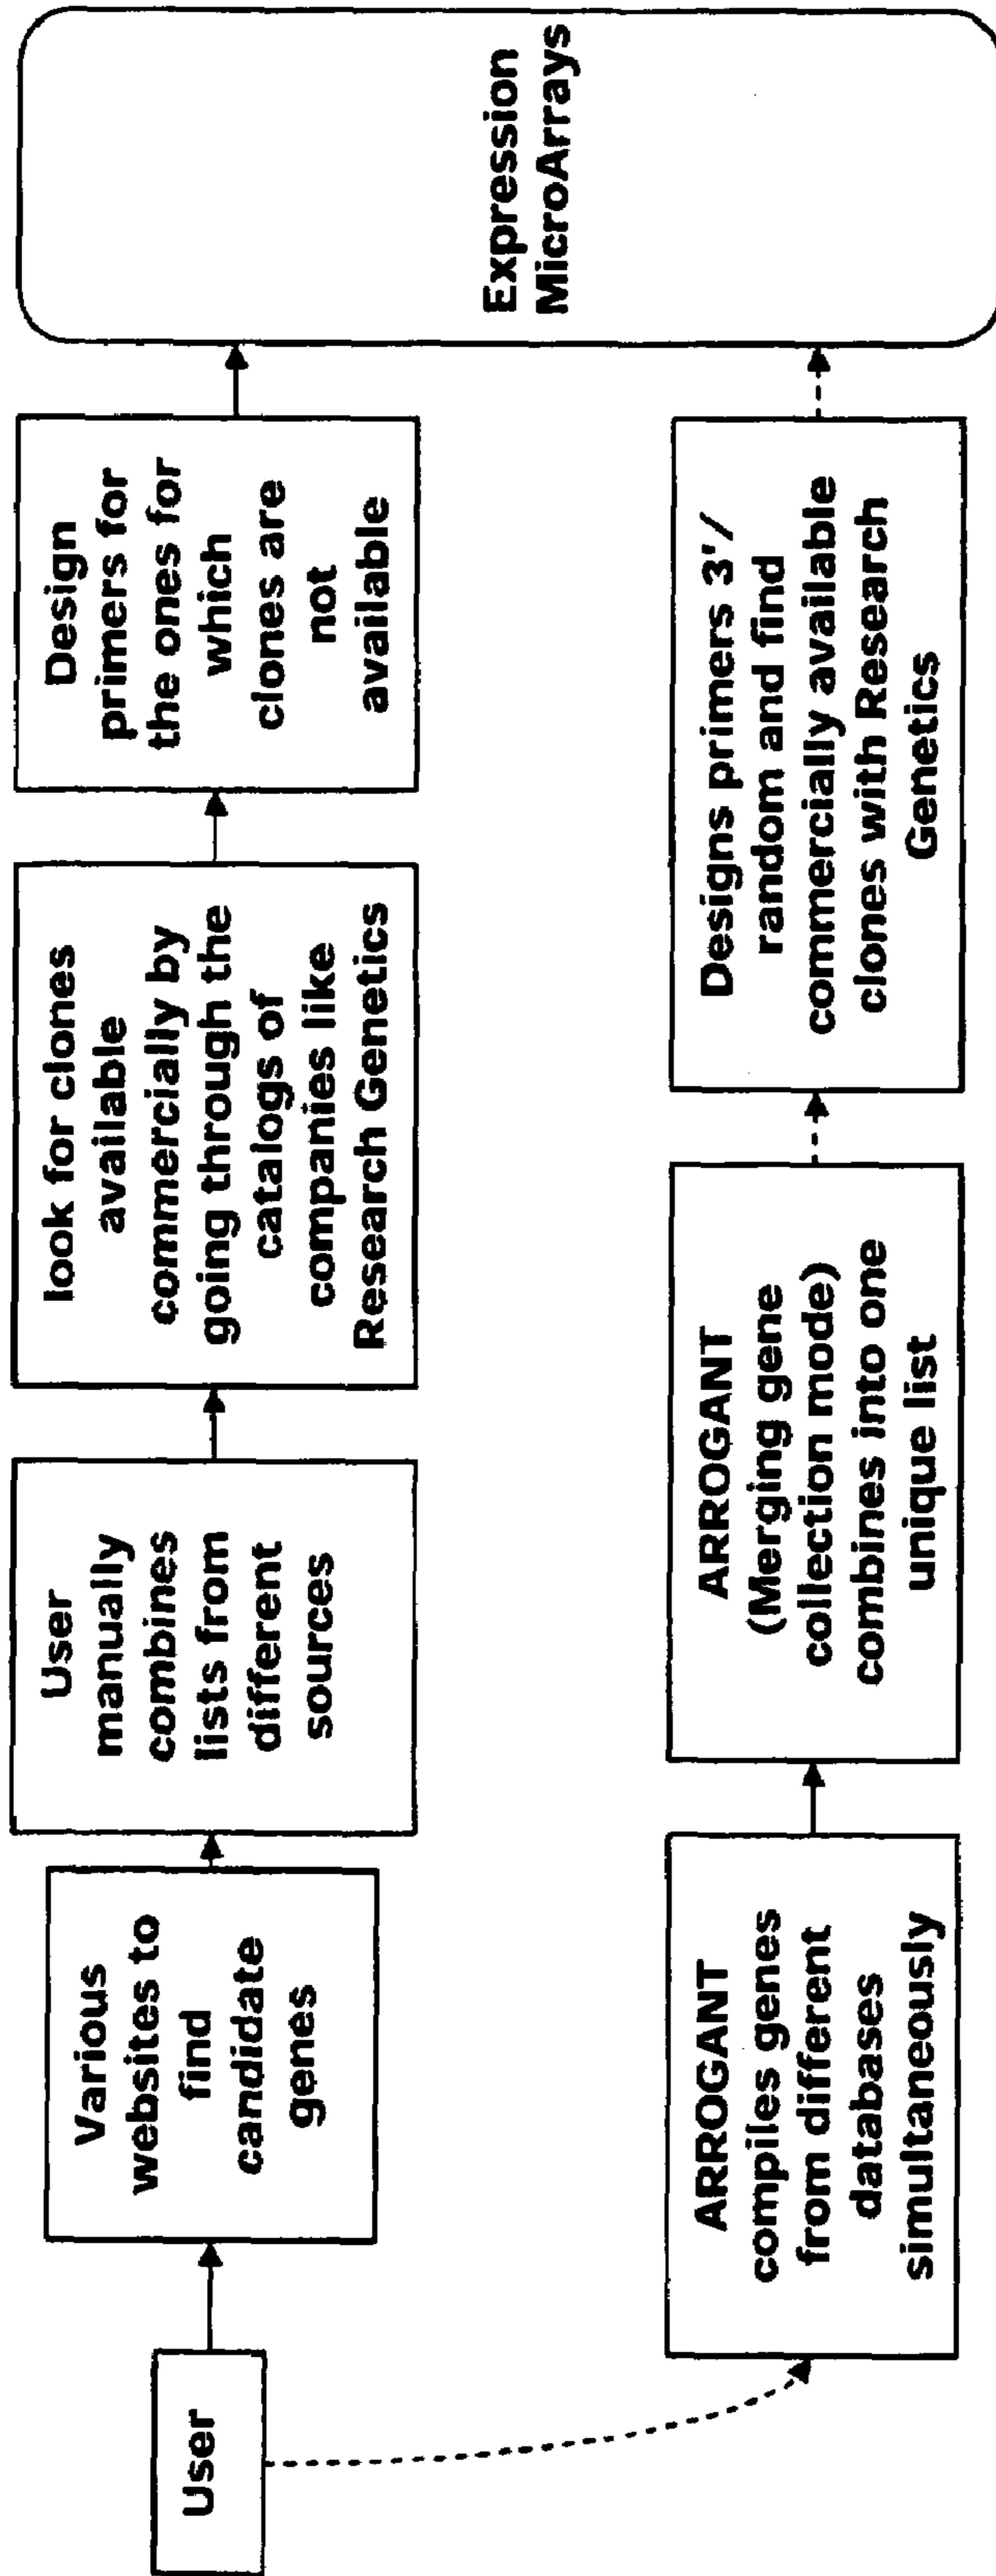 User
Various
websites to
find
candidate
genes
User
manually
combines
lists from
different
sources
look for clones
available
commercially by
going through the
catalogs of
companies like
Research Genetics
Design
primers for
the ones for
which
clones are
not
available
Expression
MicroArrays
ARROGANT
compiles genes
from different
databases
simultaneously
ARROGANT
(Merging gene
collection mode)
combines into one
unique list
Designs primers 3'/
random and find
commercially available
clones with Research
Genetics